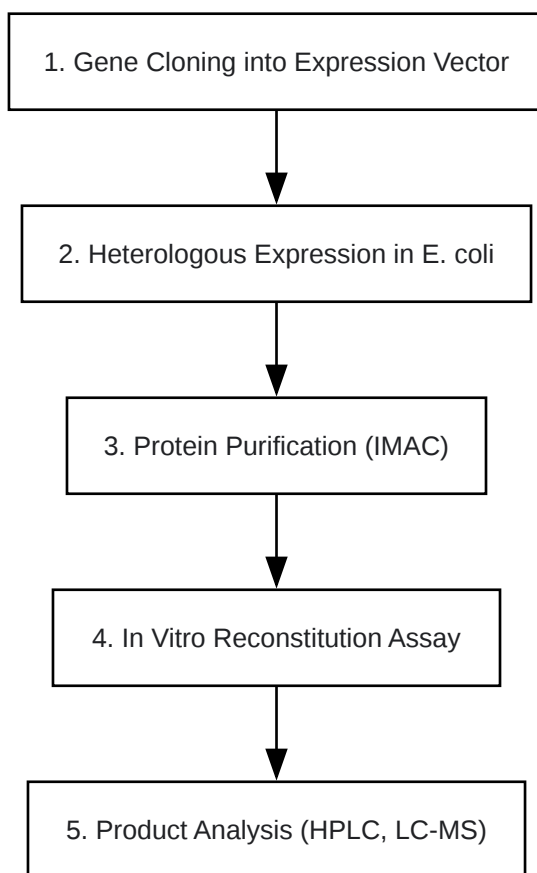 1. Gene Cloning into Expression Vector
2. Heterologous Expression in E. coli
3. Protein Purification (IMAC)
4. In Vitro Reconstitution Assay
5. Product Analysis (HPLC, LC-MS)